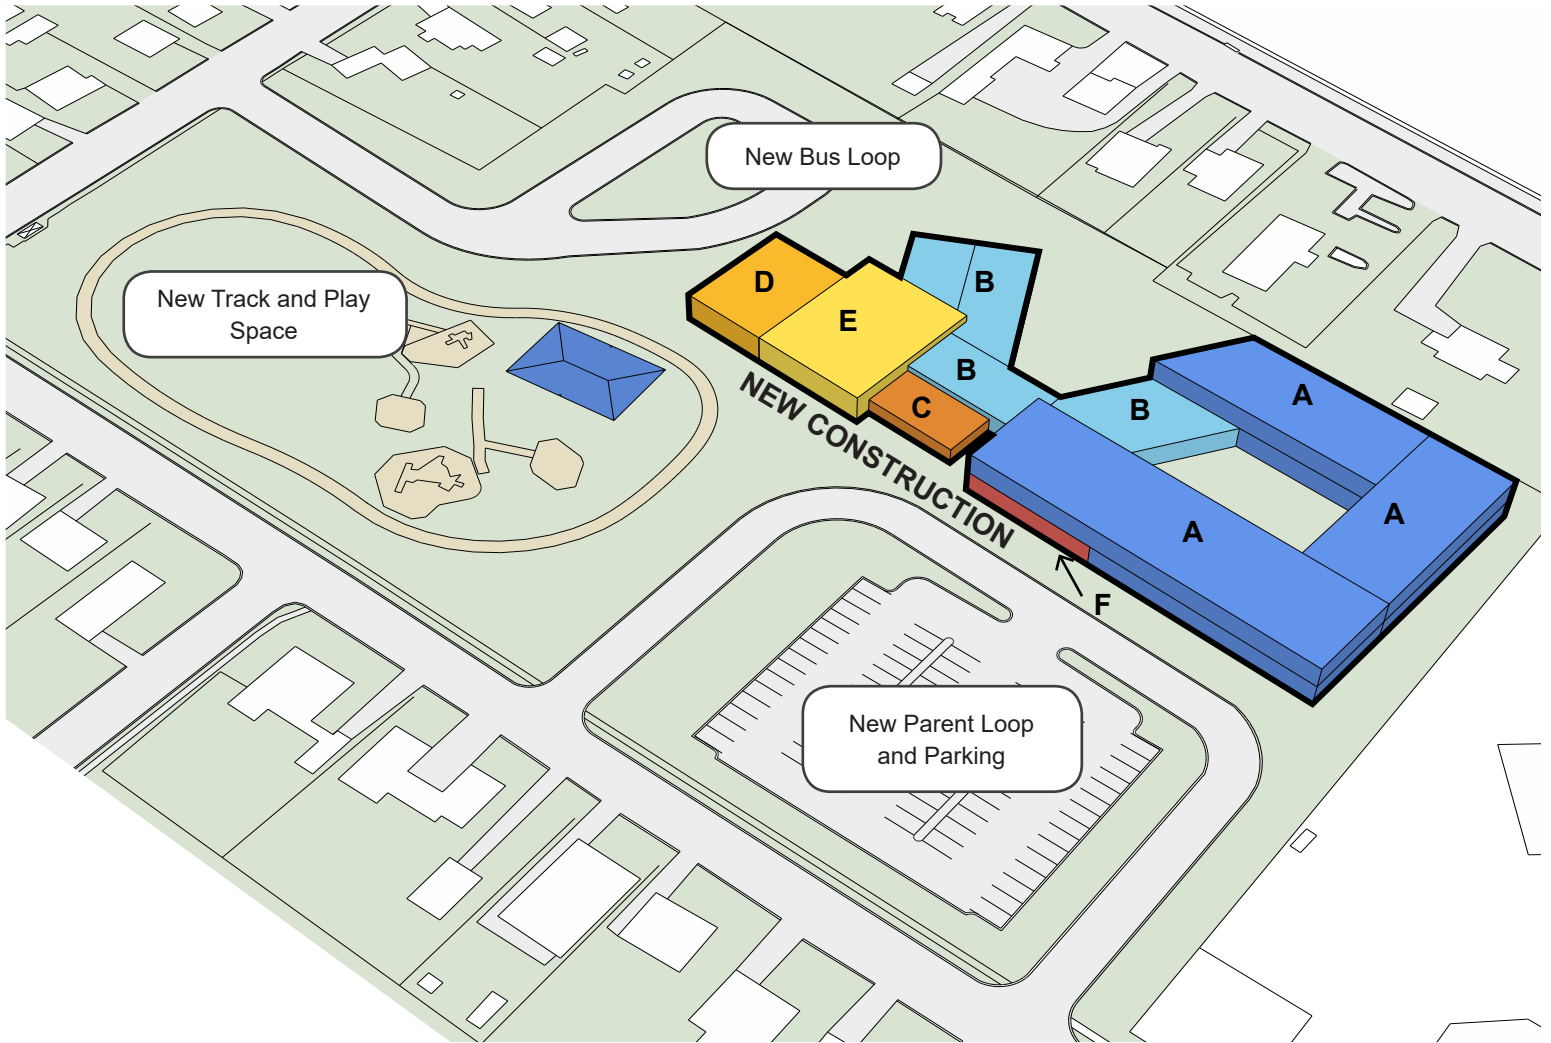 New Bus Loop
New Track and Play
Space
D
E
B
B
C
B
A
A
A
F
NEW CONSTRUCTION
New Parent Loop
and Parking